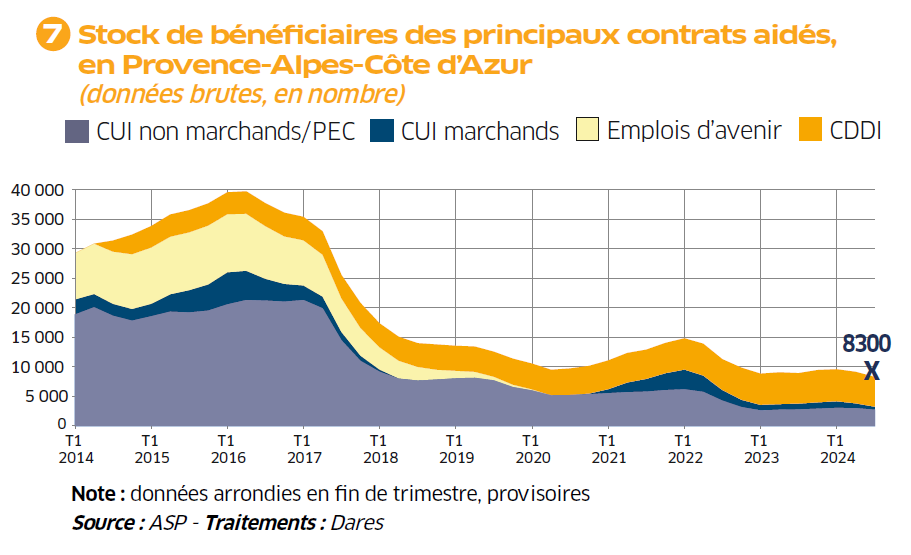 7 Stock de bénéficiaires des principaux contrats aidés,
en Provence-Alpes-Côte d'Azur
(données brutes, en nombre)
CUI non marchands/PEC CUI marchands Emplois d'avenir CDDI
40 000
35 000
30 000
25 000
20 000
15 000
10 000
5 000
0
8300
X
T1 T1 T1 T1 T1 T1 T1 T1 T1 T1 T1
2014 2015 2016 2017 2018 2019 2020 2021 2022 2023 2024
Note : données arrondies en fin de trimestre, provisoires
Source : ASP - Traitements : Dares